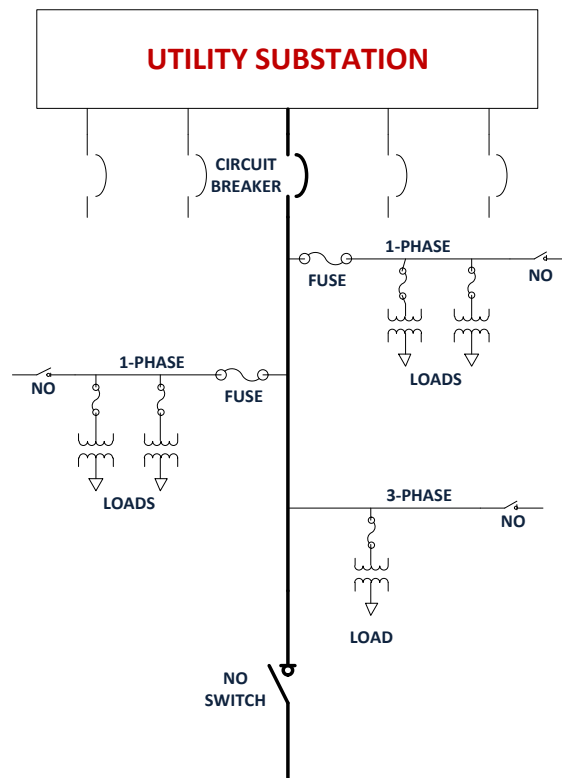 UTILITY SUBSTATION
CIRCUIT
BREAKER
1-PHASE
FUSE
NO
LOADS
1-PHASE
NO
FUSE
LOADS
3-PHASE
NO
LOAD
NO
SWITCH